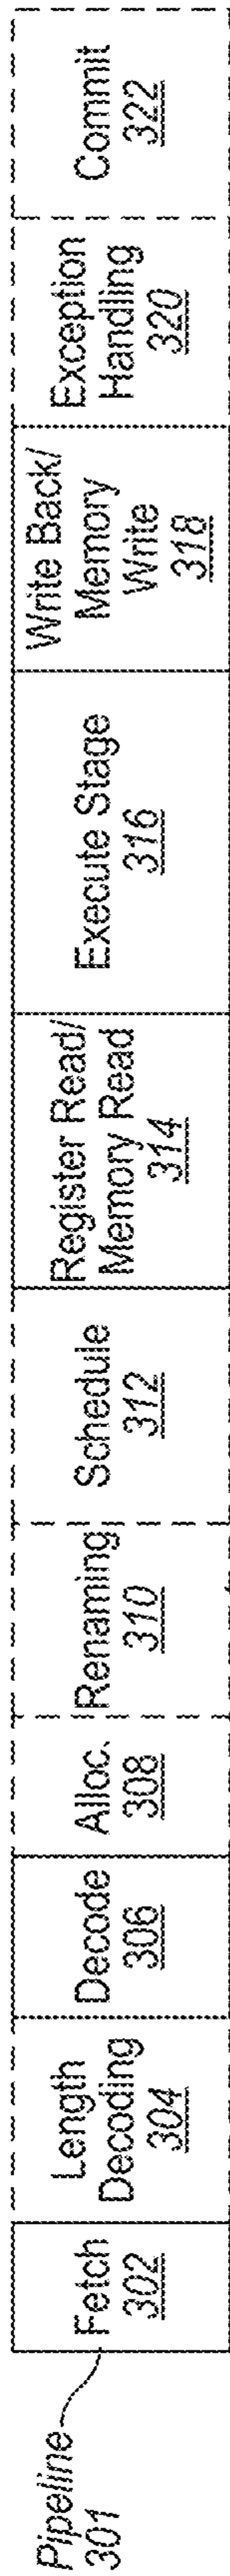 Pipeline
301
Fetch
302
Length
Decoding
304
Decode
306
Alloc.
308
Renaming
310
Schedule
312
Register Read/
Memory Read
314
Execute Stage
316
Write Back/
Memory
Write
318
Exception
Handling
320
Commit
322